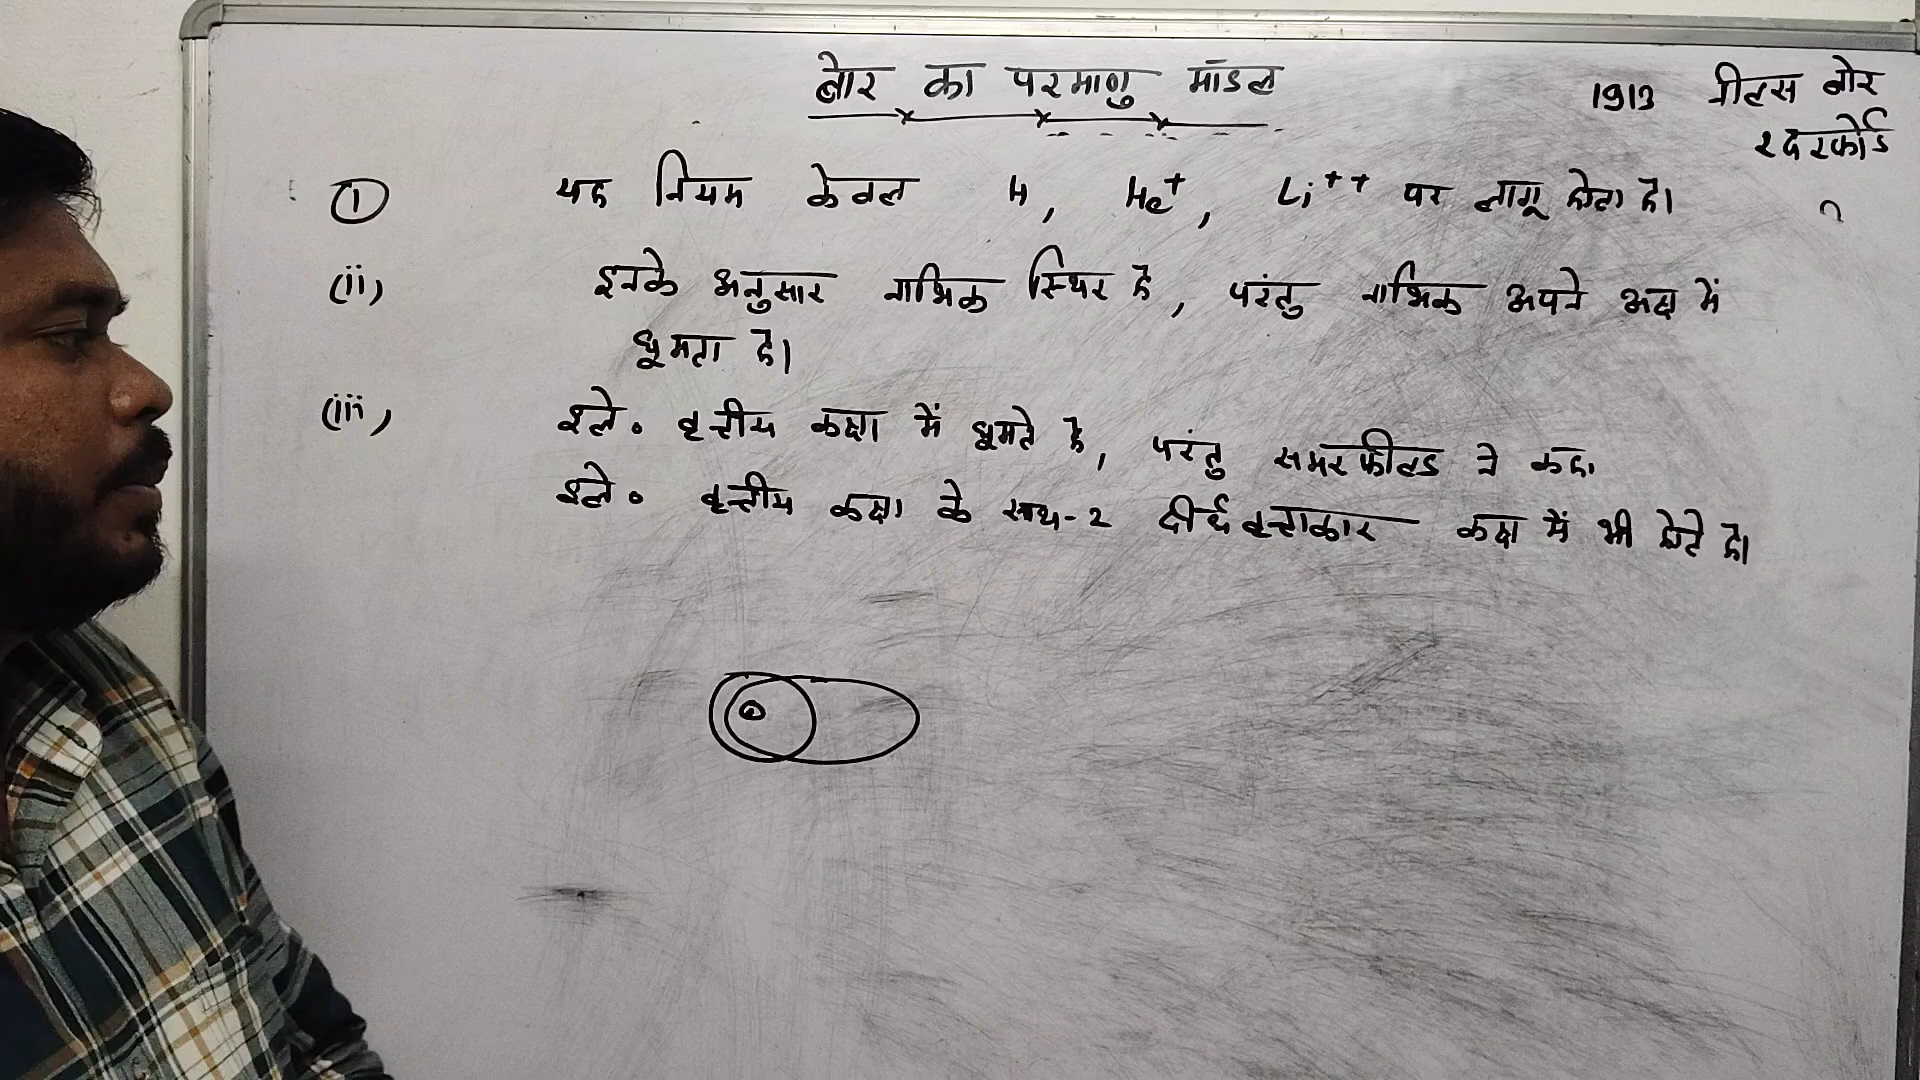 बोर का परमाणु मॉडल
1913 नील्स बोर
रदरफोर्ड
① यह नियम केवल H, He⁺, Li⁺⁺ पर लागू होता है।
(ii) इनके अनुसार नाभिक स्थिर है, परंतु नाभिक अपने अक्ष में
घूमता है।
(iii) इले० वृत्तीय कक्षा में घूमते है, परंतु समरफील्ड ने कहा
इले० वृत्तीय कक्षा के साथ-२ दीर्घवृत्ताकार कक्ष में भी होते है।